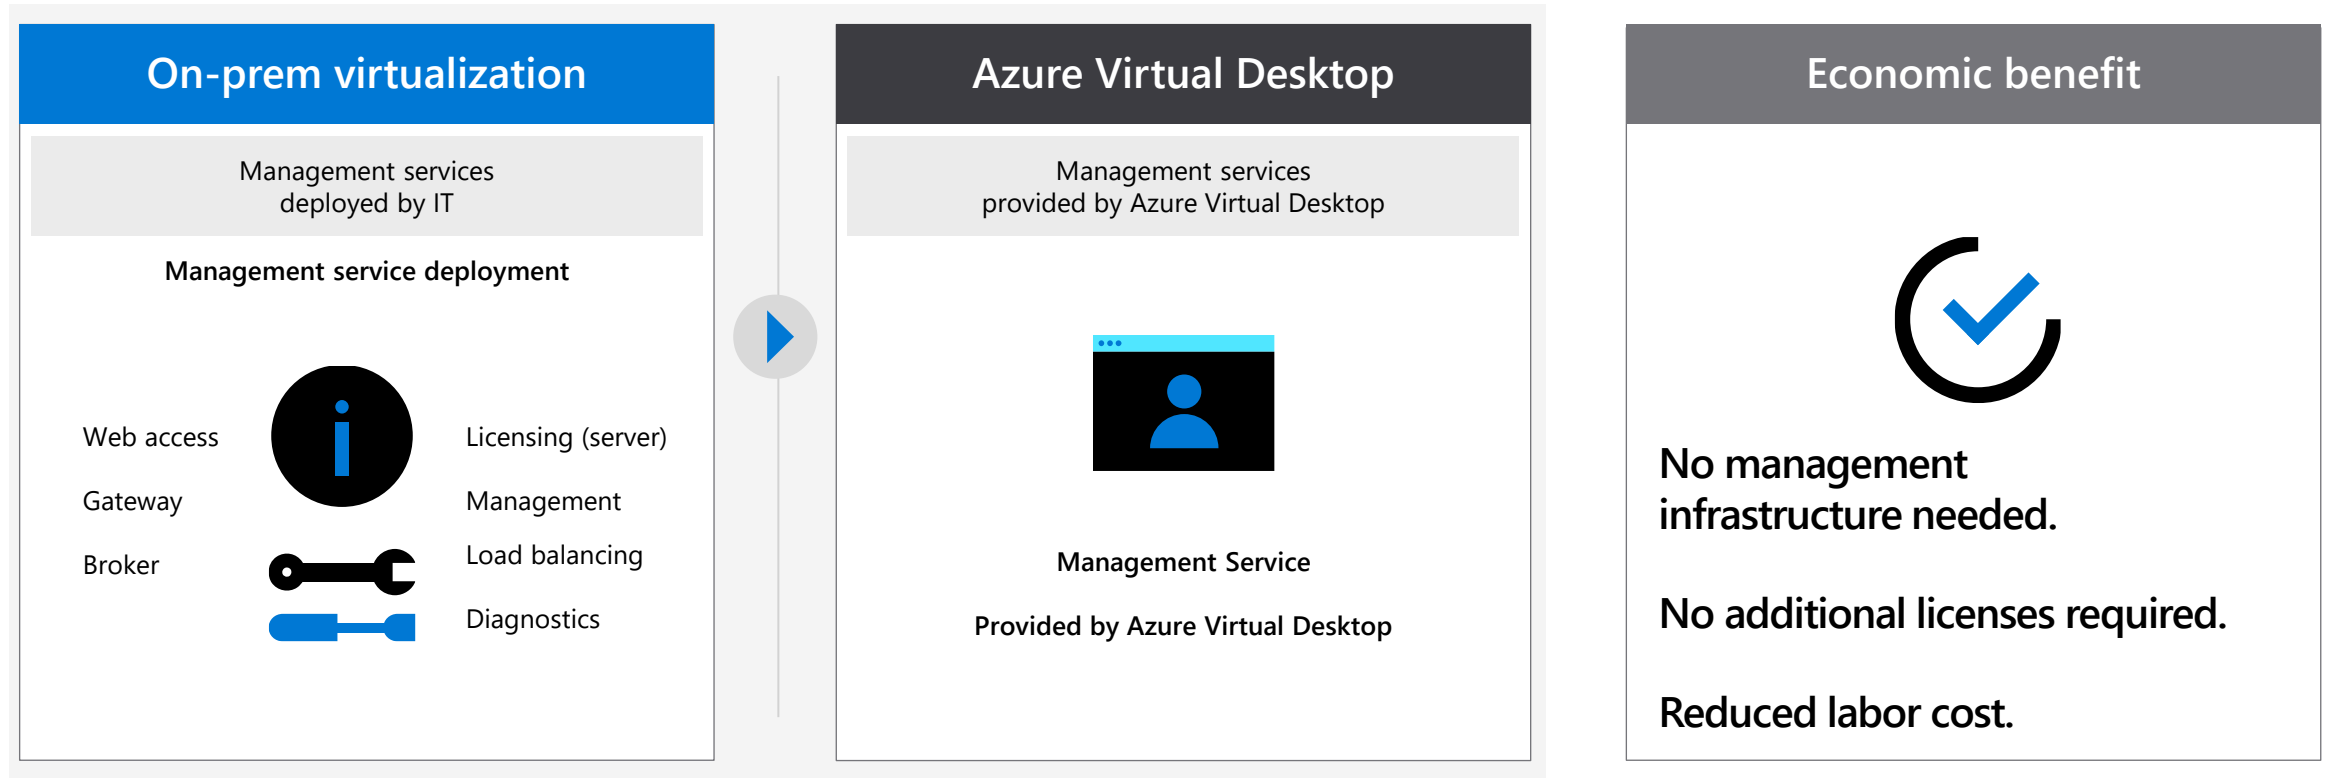 On-prem virtualization
Management services
deployed by IT
Management service deployment
Web access
Gateway
Broker
Licensing (server)
Management
Load balancing
Diagnostics
Azure Virtual Desktop
Management services
provided by Azure Virtual Desktop
Management Service
Provided by Azure Virtual Desktop
Economic benefit
No management
infrastructure needed.
No additional licenses required.
Reduced labor cost.